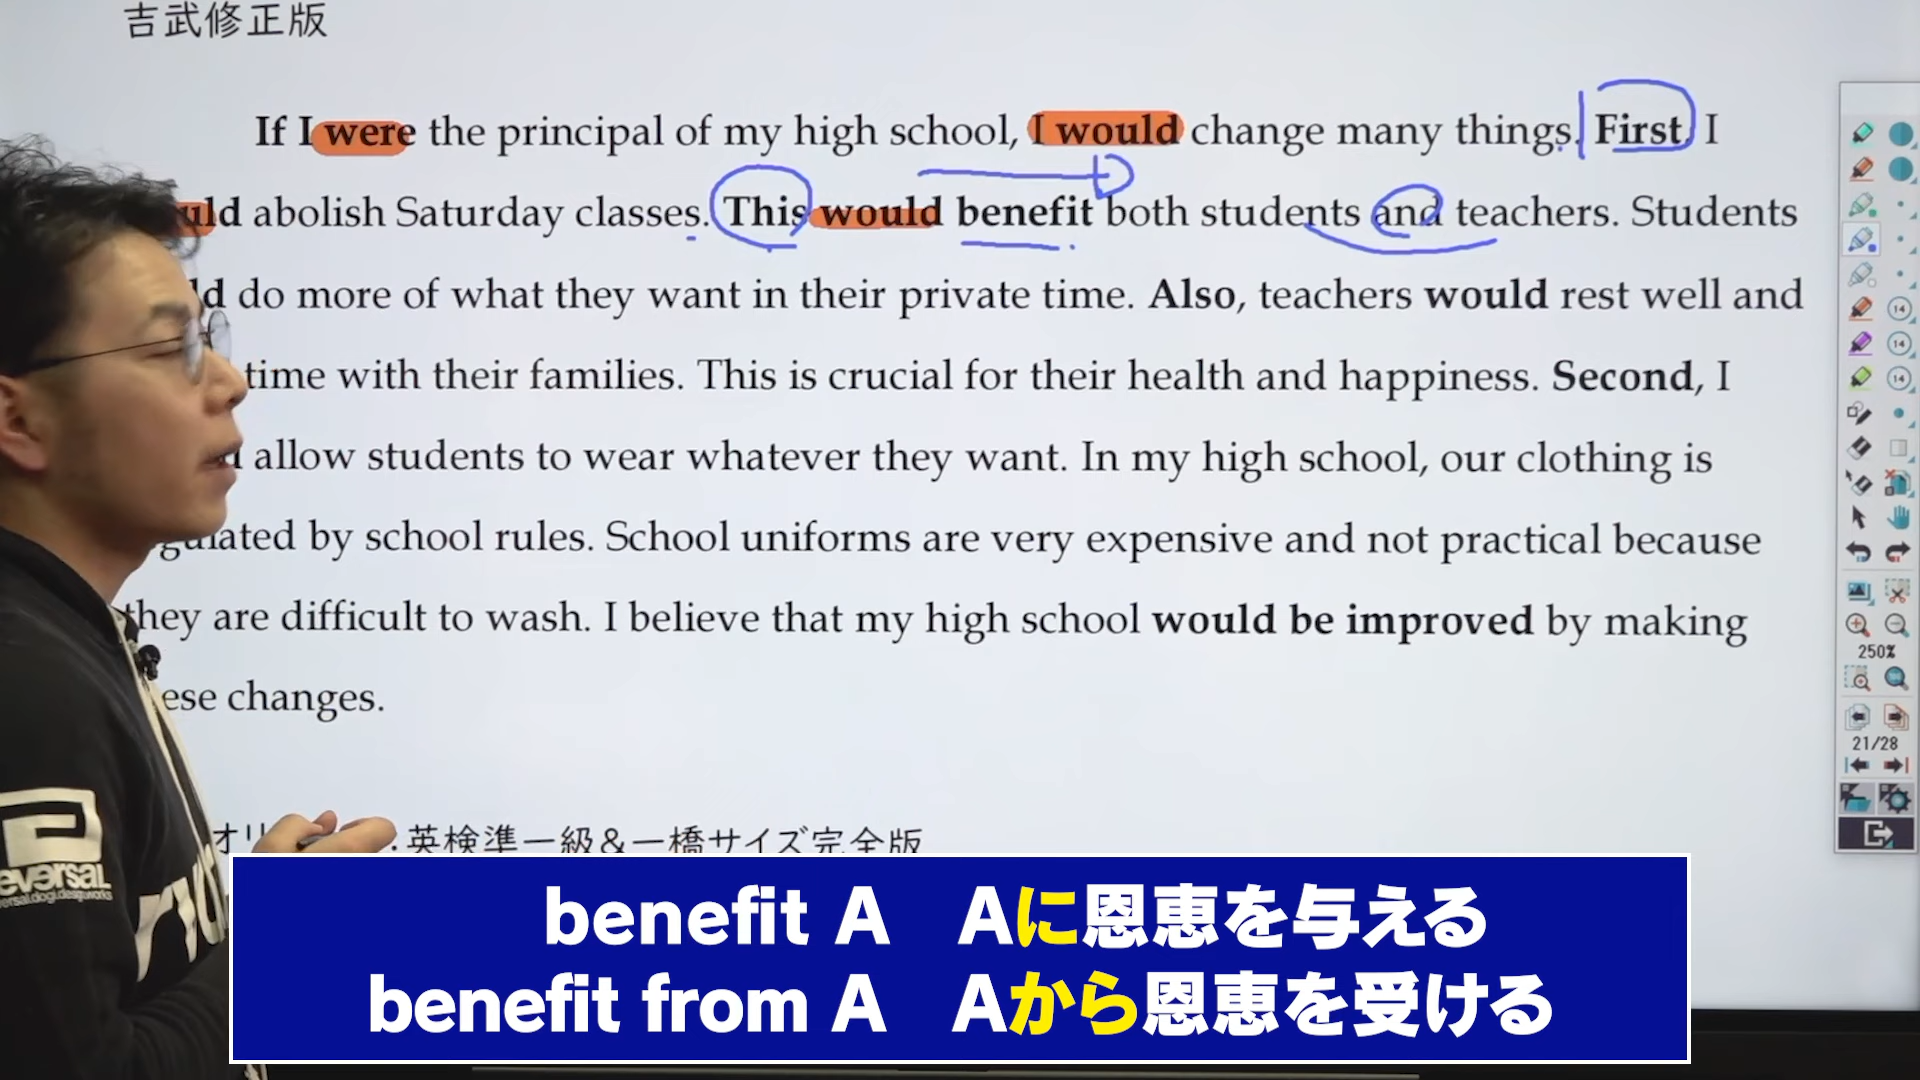 吉武修正版
If I were the principal of my high school, I would change many things. First, I
abolish Saturday classes. This would benefit both students and teachers. Students
do more of what they want in their private time. Also, teachers would rest well and
time with their families. This is crucial for their health and happiness. Second, I
allow students to wear whatever they want. In my high school, our clothing is
by school rules. School uniforms are very expensive and not practical because
they are difficult to wash. I believe that my high school would be improved by making
changes.
英検準一級&一橋サイズ完全版
benefit A Aに恩恵を与える
benefit from A Aから恩恵を受ける
250%
21/28
14
14
14